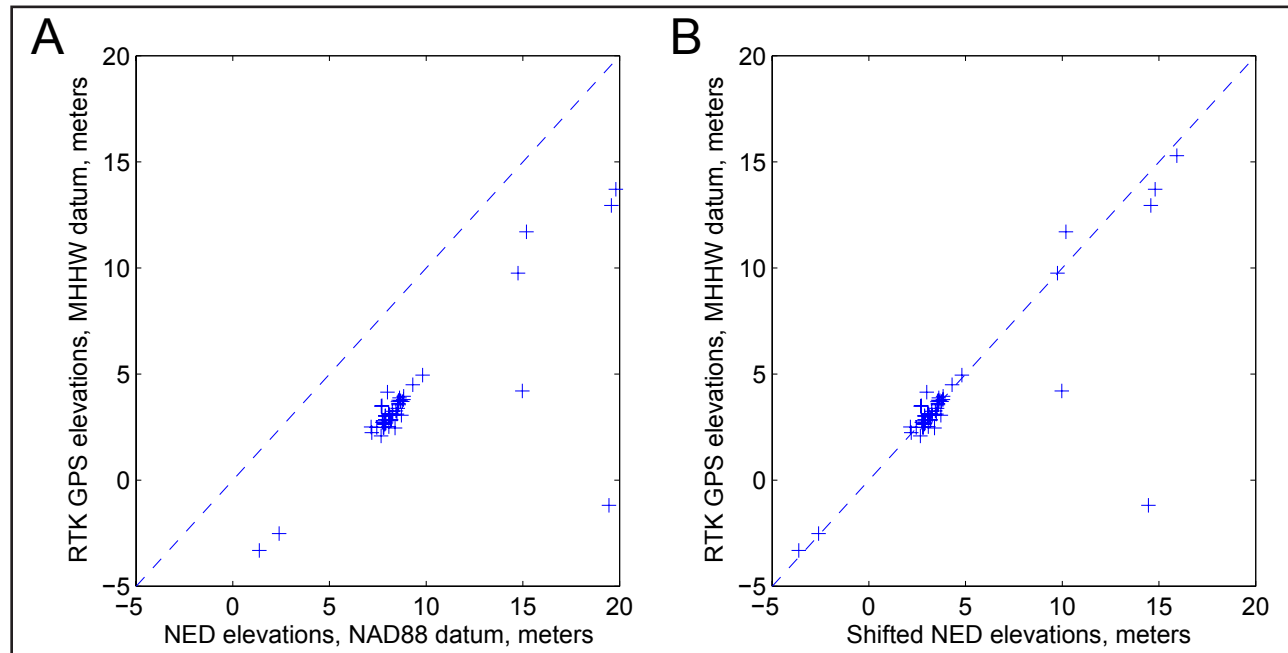 A
20
15
10
5
0
−5
−5 0 5 10 15 20
RTK GPS elevations, MHHW datum, meters
NED elevations, NAD88 datum, meters
B
20
15
10
5
0
−5
−5 0 5 10 15 20
RTK GPS elevations, MHHW datum, meters
Shifted NED elevations, meters